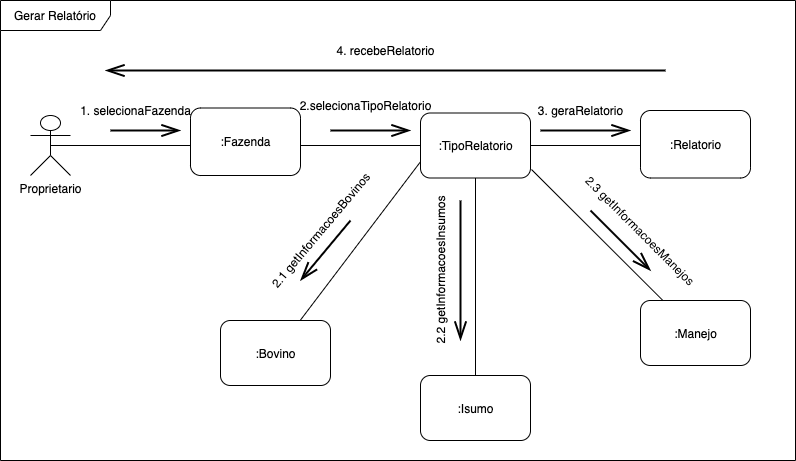 Gerar Relatório
4. recebeRelatorio
1. selecionaFazenda
2.selecionaTipoRelatorio
3. geraRelatorio
:Fazenda
:TipoRelatorio
:Relatorio
Proprietario
2.1 getInformacoesBovinos
2.2 getInformacoesInsumos
2.3 getInformacoesManejos
:Bovino
:Manejo
:Isumo